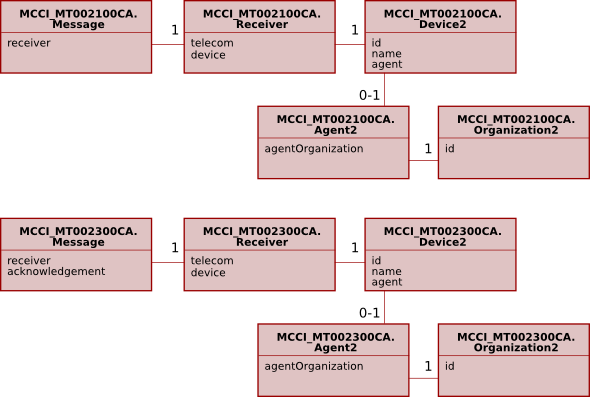 MCCI_MT002100CA.
Message
receiver
1
MCCI_MT002100CA.
Receiver
telecom
device
1
MCCI_MT002100CA.
Device2
id
name
agent
0-1
MCCI_MT002100CA.
Agent2
agentOrganization
1
MCCI_MT002100CA.
Organization2
id
MCCI_MT002300CA.
Message
receiver
acknowledgement
1
MCCI_MT002300CA.
Receiver
telecom
device
1
MCCI_MT002300CA.
Device2
id
name
agent
0-1
MCCI_MT002300CA.
Agent2
agentOrganization
1
MCCI_MT002300CA.
Organization2
id